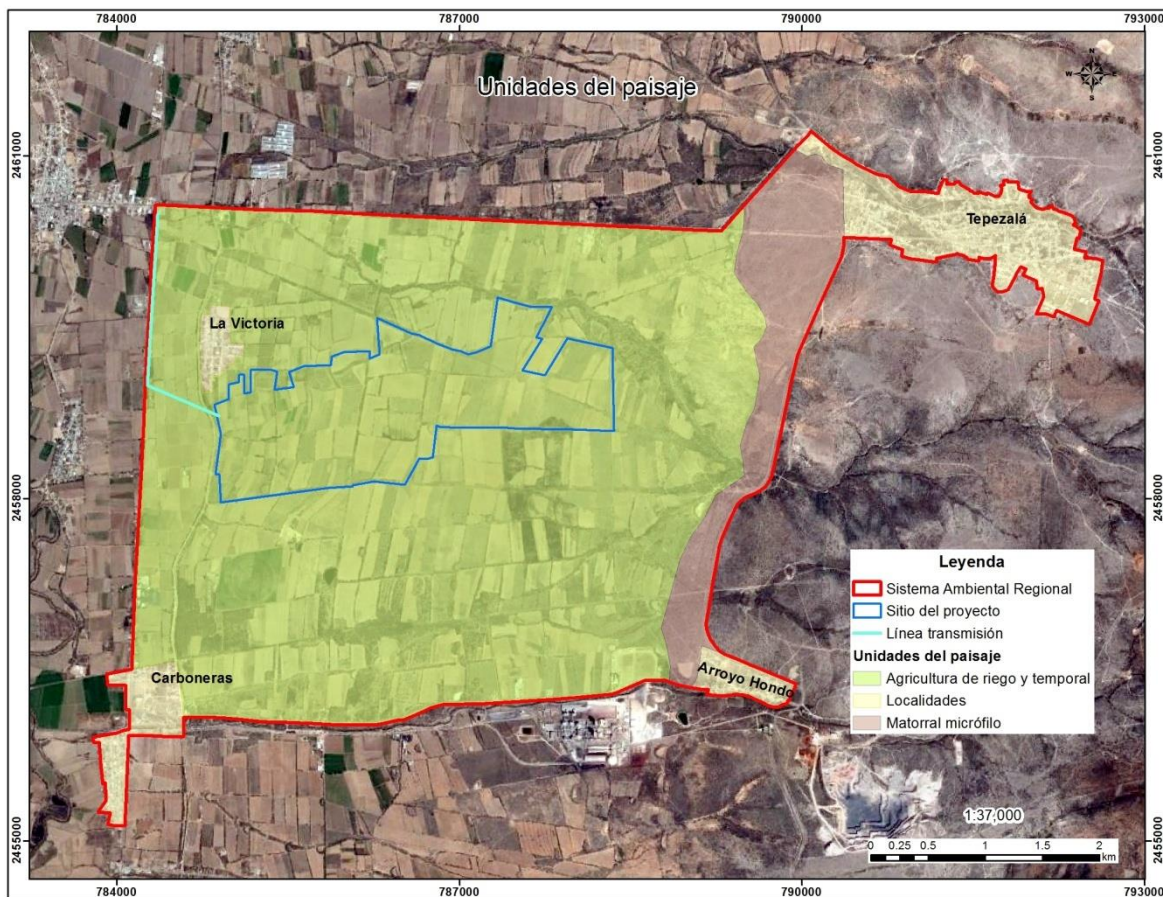 784000
787000
790000
793000
Unidades del paisaje
N
W
E
S
2461000
2461000
Tepezalá
La Victoria
2458000
2458000
Leyenda
Sistema Ambiental Regional
Sitio del proyecto
Línea transmisión
Unidades del paisaje
Agricultura de riego y temporal
Localidades
Matorral micrófilo
Carboneras
Arroyo Hondo
1:37,000
0 0.25 0.5 1 1.5 2
km
2455000
2455000
784000
787000
790000
793000